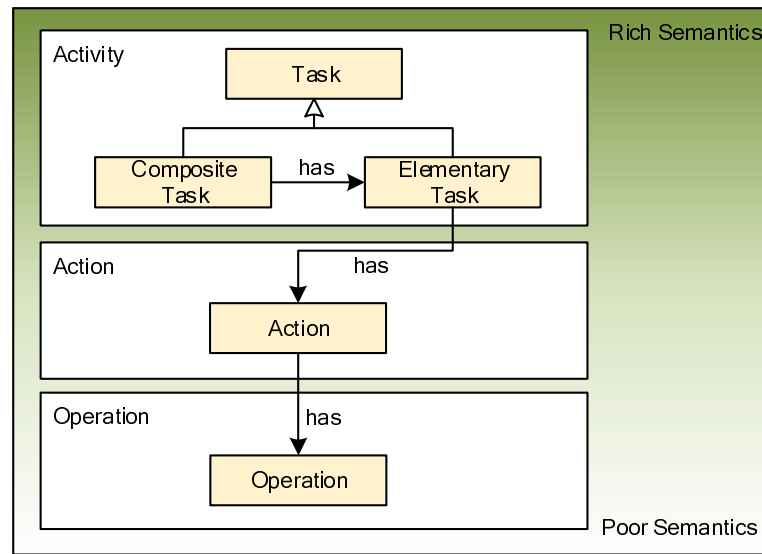 Rich Semantics
Activity
Task
Composite
Task
has
Elementary
Task
has
Action
Action
has
Operation
Operation
Poor Semantics